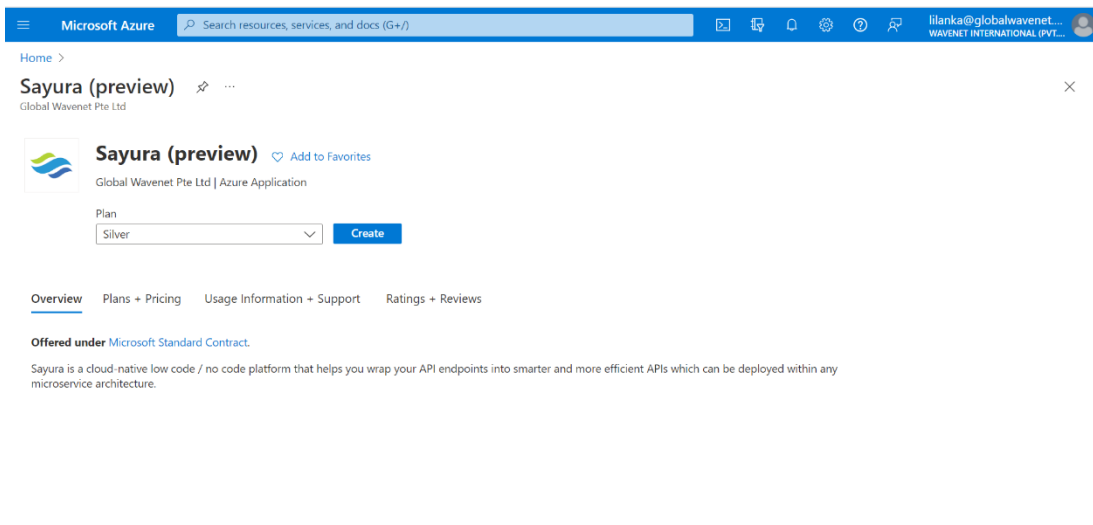 Microsoft Azure
Search resources, services, and docs (G+/)
lilanka@globalwavenet....
WAVENET INTERNATIONAL (PVT....
Home >
Sayura (preview)
...
Global Wavenet Pte Ltd
Sayura (preview)
Add to Favorites
Global Wavenet Pte Ltd | Azure Application
Plan
Silver
Create
Overview
Plans + Pricing
Usage Information + Support
Ratings + Reviews
Offered under Microsoft Standard Contract.
Sayura is a cloud-native low code / no code platform that helps you wrap your API endpoints into smarter and more efficient APIs which can be deployed within any
microservice architecture.